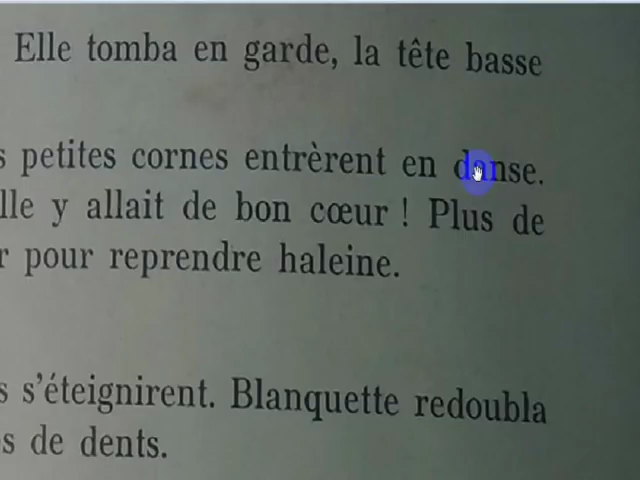 Elle tomba en garde, la tête basse
s petites cornes entrèrent en danse.
lle y allait de bon cœur ! Plus de
r pour reprendre haleine.
s s'éteignirent. Blanquette redoubla
s de dents.